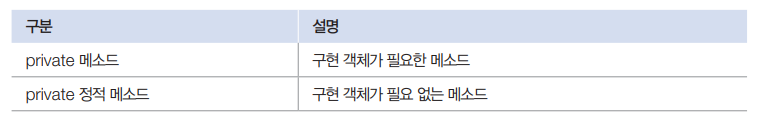 구분 설명
private 메소드 구현 객체가 필요한 메소드
private 정적 메소드 구현 객체가 필요 없는 메소드